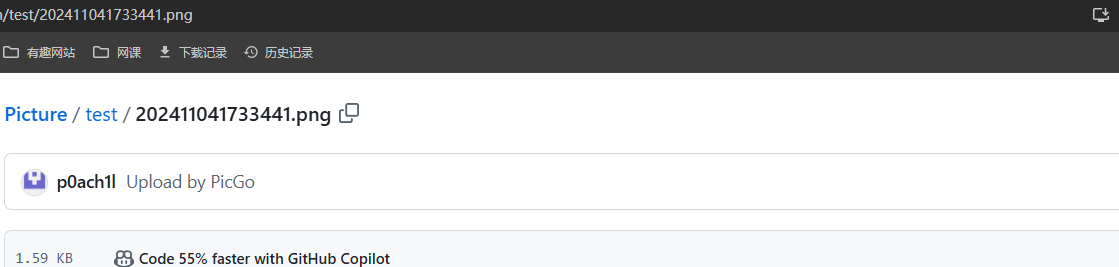 /test/202411041733441.png
有趣网站 网课 下载记录 历史记录
Picture / test / 202411041733441.png
p0ach1l Upload by PicGo
1.59 KB Code 55% faster with GitHub Copilot